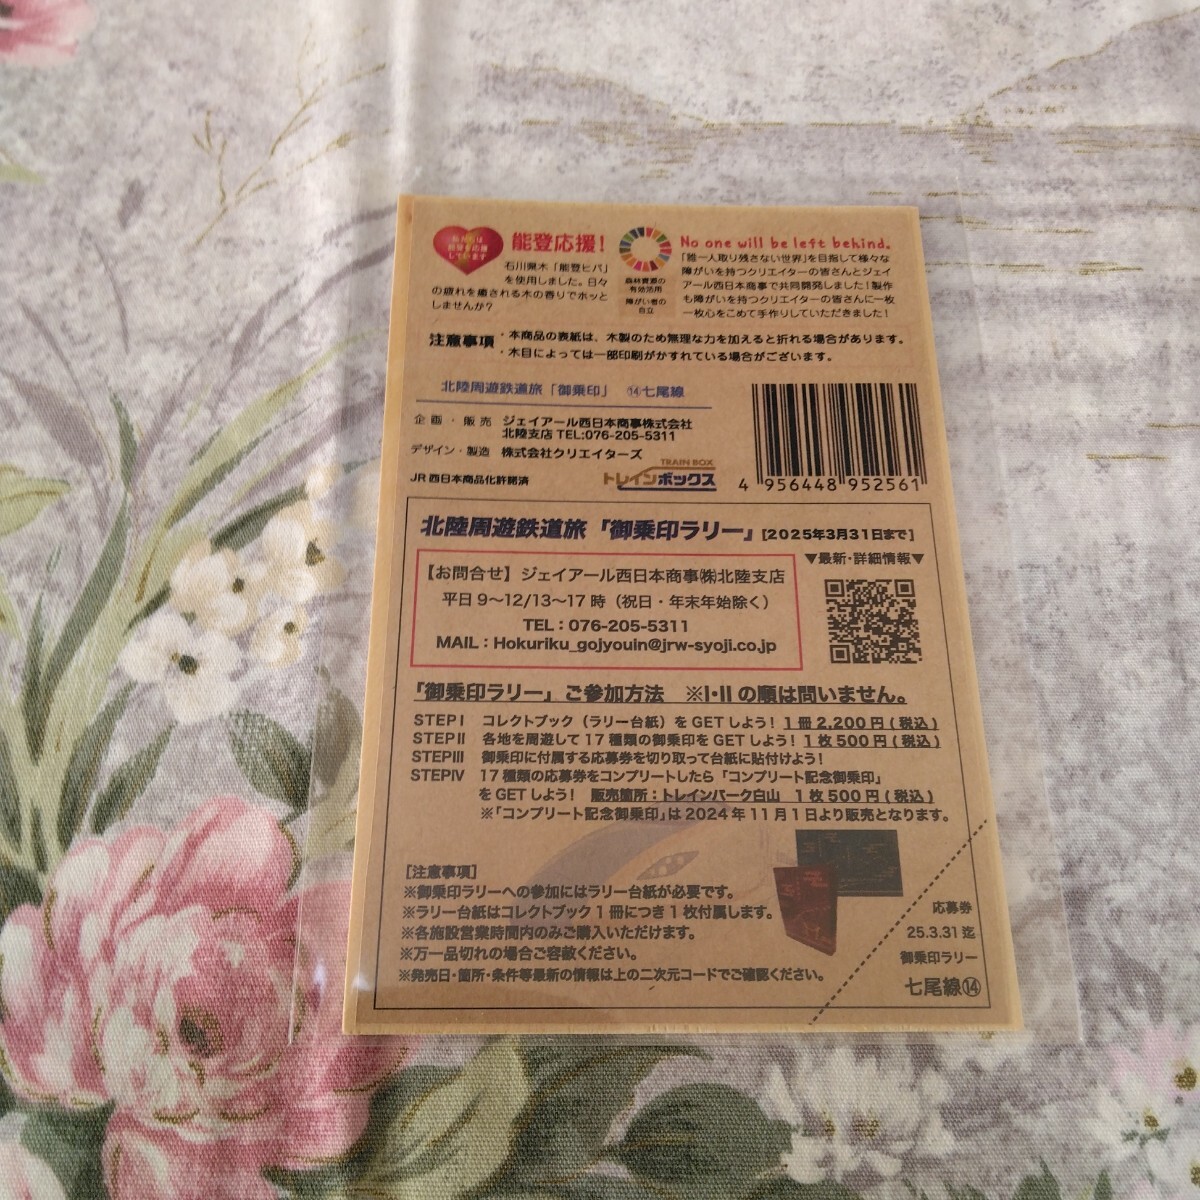 私たちは
能登を応援
しています
能登応援！
石川県木「能登ヒバ」
を使用しました。日々
の疲れを癒される木の香りでホッと
しませんか？
森林資源の
有効活用
障がい者の
自立
No one will be left behind.
「誰一人取り残さない世界」を目指して様々な
障がいを持つクリエイターの皆さんとジェイ
アール西日本商事で共同開発しました！製作
も障がいを持つクリエイターの皆さんに一枚
一枚心をこめて手作りしていただきました！
注意事項
・本商品の表紙は、木製のため無理な力を加えると折れる場合があります。
・木目によっては一部印刷がかすれている場合がございます。
北陸周遊鉄道旅「御乗印」 ⑭七尾線
企画・販売 ジェイアール西日本商事株式会社
北陸支店 TEL:076-205-5311
デザイン・製造 株式会社クリエイターズ
JR西日本商品化許諾済
TRAIN BOX
トレインボックス
4 956448 952561
北陸周遊鉄道旅「御乗印ラリー」[2025年3月31日まで]
【お問合せ】ジェイアール西日本商事㈱北陸支店
平日9〜12/13〜17時（祝日・年末年始除く）
TEL：076-205-5311
MAIL：Hokuriku_gojyouin@jrw-syoji.co.jp
▼最新・詳細情報▼
「御乗印ラリー」ご参加方法 ※Ⅰ・Ⅱの順は問いません。
STEPⅠ コレクトブック（ラリー台紙）をGETしよう！1冊2,200円（税込）
STEPⅡ 各地を周遊して17種類の御乗印をGETしよう！1枚500円（税込）
STEPⅢ 御乗印に付属する応募券を切り取って台紙に貼付けよう！
STEPⅣ 17種類の応募券をコンプリートしたら「コンプリート記念御乗印」
をGETしよう！ 販売箇所：トレインパーク白山 1枚500円（税込）
※「コンプリート記念御乗印」は2024年11月1日より販売となります。
[注意事項]
※御乗印ラリーへの参加にはラリー台紙が必要です。
※ラリー台紙はコレクトブック1冊につき1枚付属します。
※各施設営業時間内のみご購入いただけます。
※万一品切れの場合ご容赦ください。
※発売日・箇所・条件等最新の情報は上の二次元コードでご確認ください。
応募券
25.3.31迄
御乗印ラリー
七尾線⑭